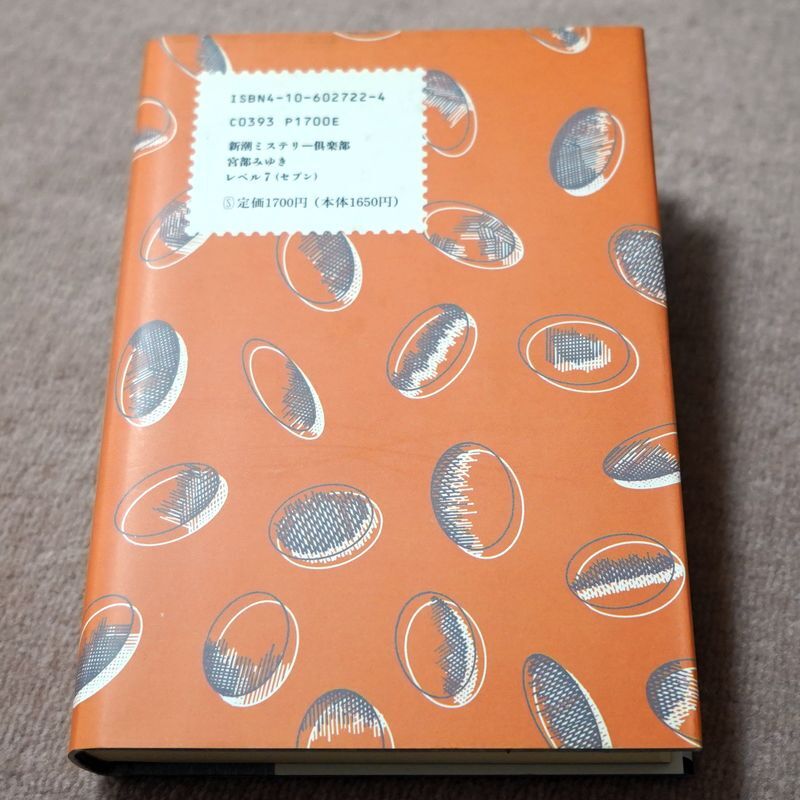 ISBN4-10-602722-4
C0393 P1700E
新潮ミステリー倶楽部
宮部みゆき
レベル7(セブン)
Ⓢ定価1700円(本体1650円)